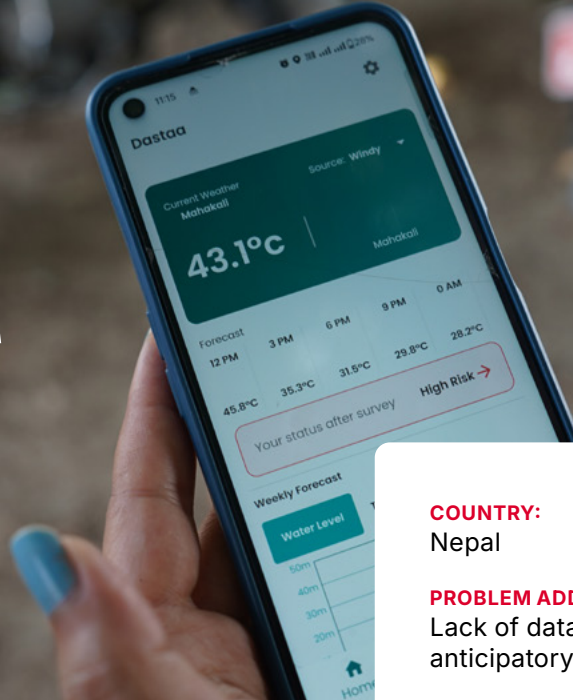 11:15
28%
Dastaa
Current Weather
Mahakali
Source: Windy
43.1°C
Mahakali
Forecast
12 PM 3 PM 6 PM 9 PM 0 AM
45.8°C 35.3°C 31.5°C 29.8°C 28.2°C
Your status after survey High Risk →
Weekly Forecast
Water Level
50m
40m
30m
20m
Home
COUNTRY:
Nepal
PROBLEM ADD
Lack of data
anticipatory